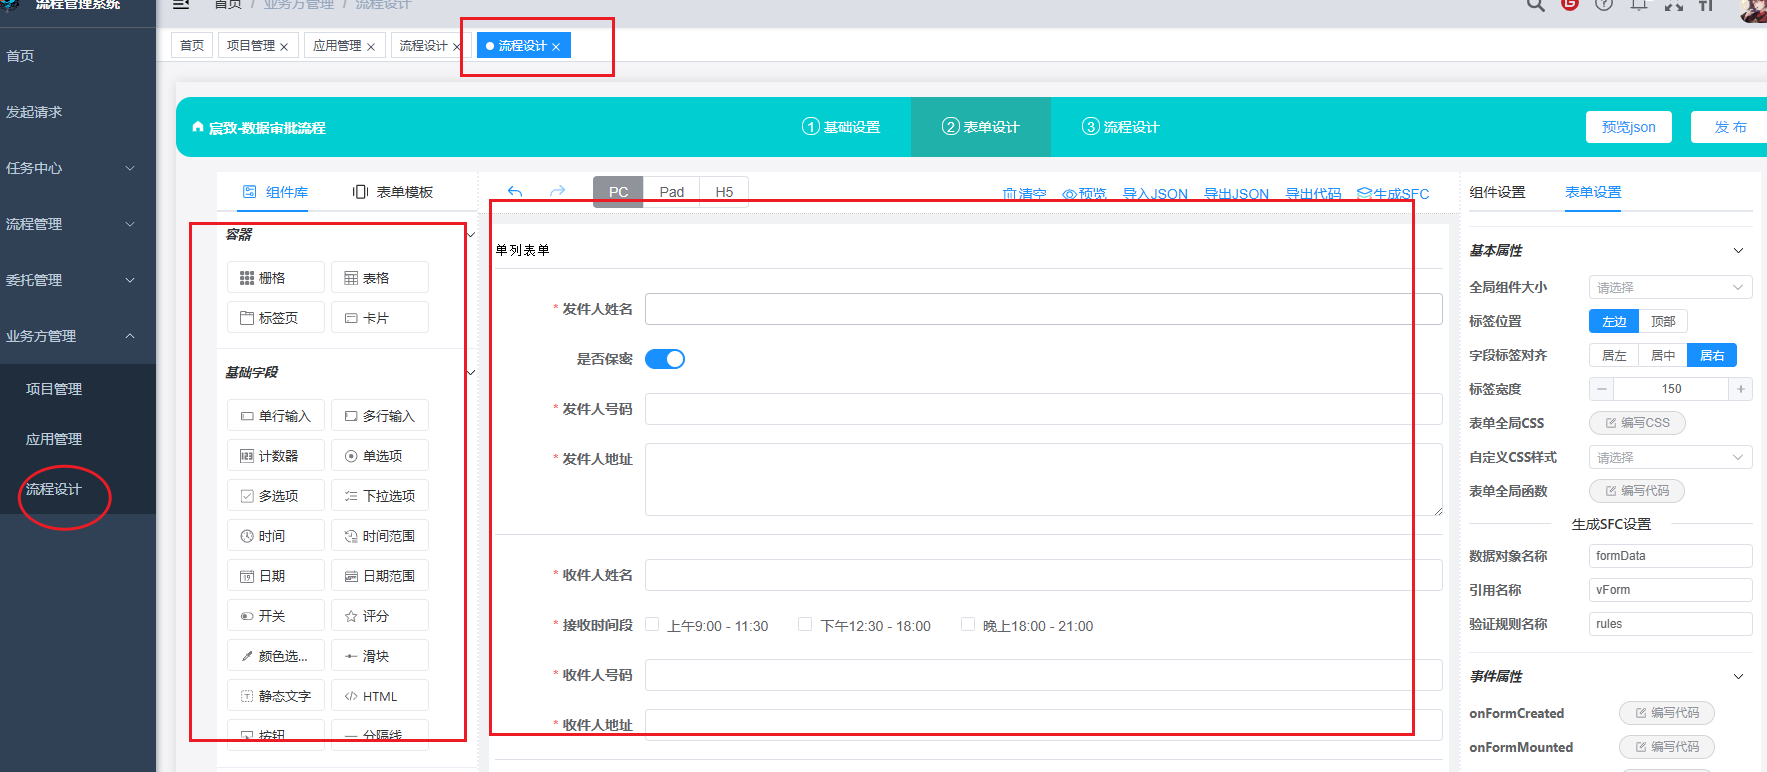 流程管理系统
首页 / 业务方管理 / 流程设计
首页
发起请求
任务中心
流程管理
委托管理
业务方管理
项目管理
应用管理
流程设计
首页 项目管理 × 应用管理 × 流程设计 × 流程设计 ×
宸致-数据审批流程
1 基础设置
2 表单设计
3 流程设计
预览json
发 布
组件库 表单模板
容器
栅格 表格
标签页 卡片
基础字段
单行输入 多行输入
计数器 单选项
多选项 下拉选项
时间 时间范围
日期 日期范围
开关 评分
颜色选... 滑块
静态文字 HTML
按钮 分隔线
PC Pad H5
清空 预览 导入JSON 导出JSON 导出代码 生成SFC
单列表单
* 发件人姓名
是否保密
* 发件人号码
* 发件人地址
* 收件人姓名
* 接收时间段 上午9:00 - 11:30 下午12:30 - 18:00 晚上18:00 - 21:00
* 收件人号码
* 收件人地址
组件设置 表单设置
基本属性
全局组件大小 请选择
标签位置 左边 顶部
字段标签对齐 居左 居中 居右
标签宽度 − 150 +
表单全局CSS 编写CSS
自定义CSS样式 请选择
表单全局函数 编写代码
生成SFC设置
数据对象名称 formData
引用名称 vForm
验证规则名称 rules
事件属性
onFormCreated 编写代码
onFormMounted 编写代码